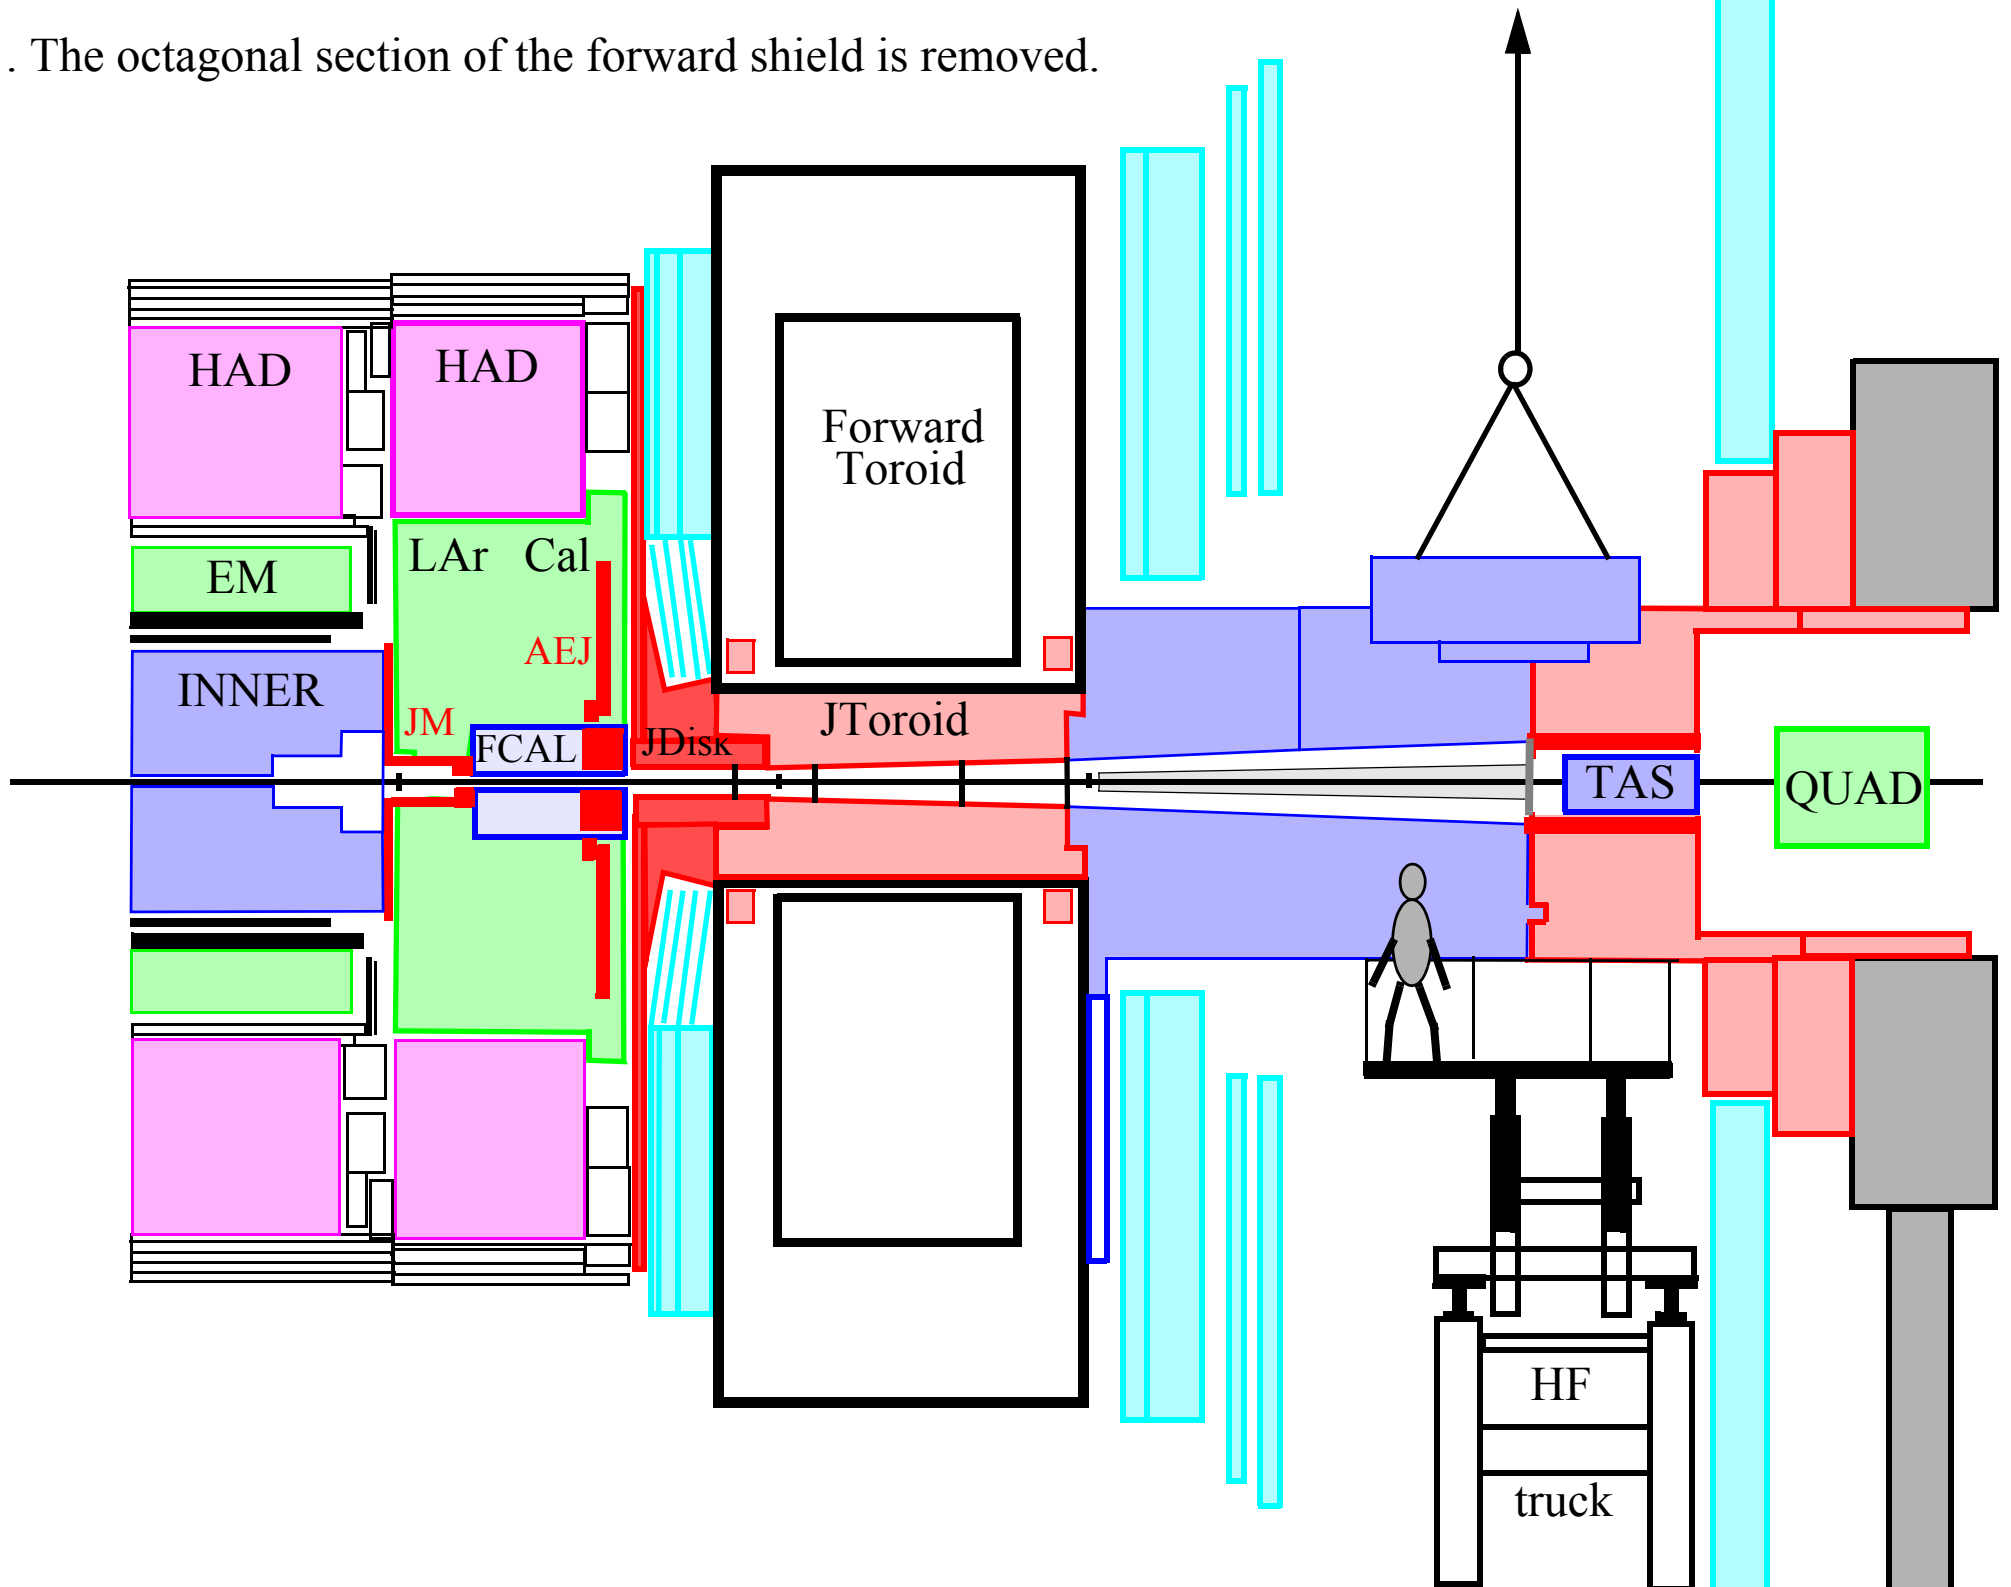 . The octagonal section of the forward shield is removed.
HAD
HAD
Forward
Toroid
LAr Cal
EM
AEJ
INNER
JM
FCAL
JDisk
JToroid
TAS
QUAD
HF
truck